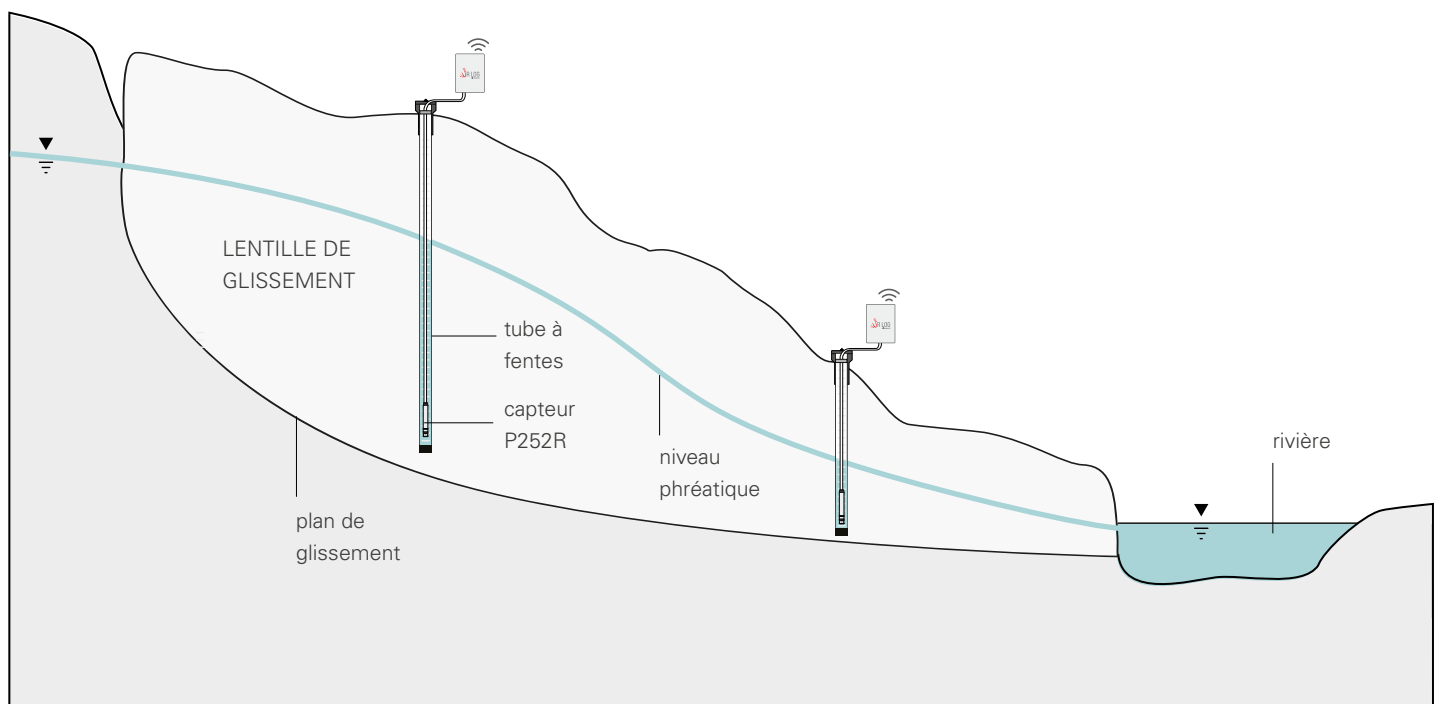 LENTILLE DE
GLISSEMENT
tube à
fentes
capteur
P252R
niveau
phréatique
rivière
plan de
glissement